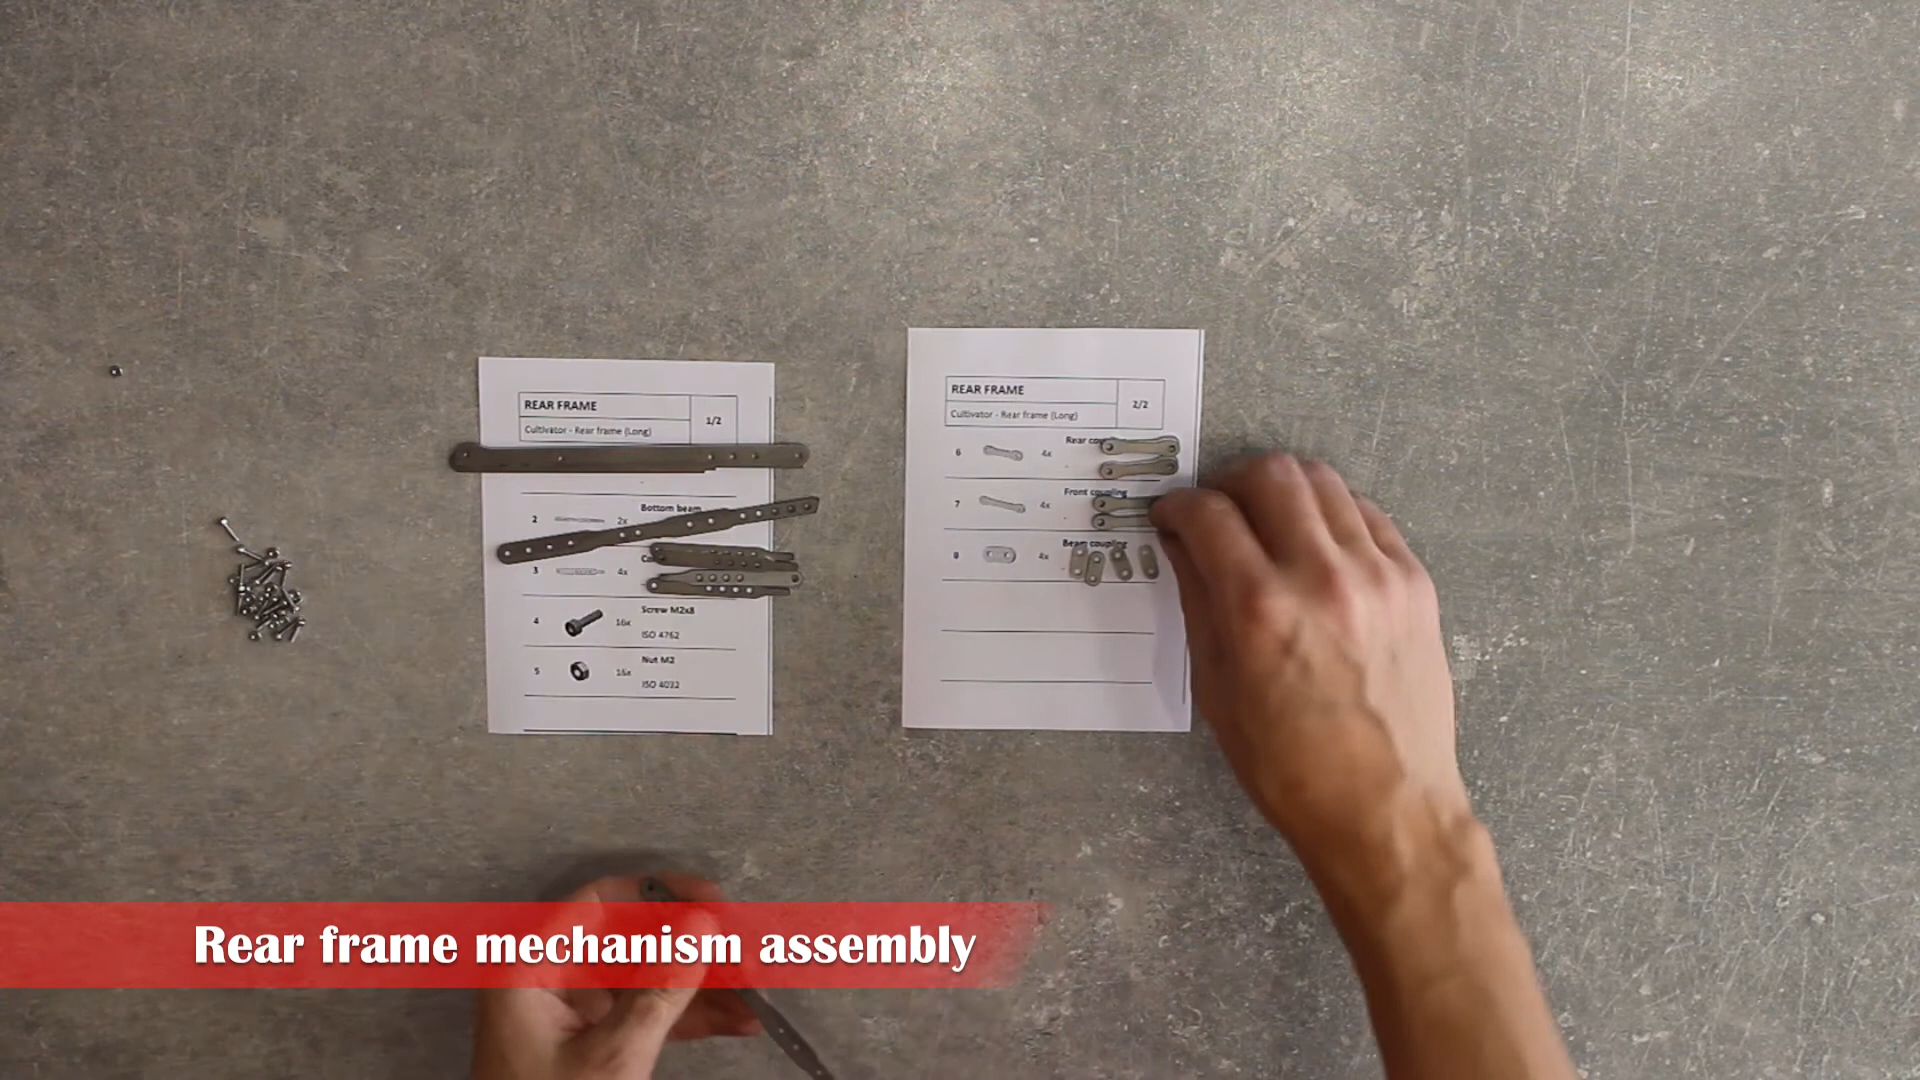 REAR FRAME
1/2
Cultivator - Rear frame (Long)
Bottom beam
2
2x
3
4x
Screw M2x8
4
16x
ISO 4762
Nut M2
5
16x
ISO 4032
REAR FRAME
2/2
Cultivator - Rear frame (Long)
Rear
6
4x
Front coupling
7
4x
Beam coupling
8
4x
Rear frame mechanism assembly